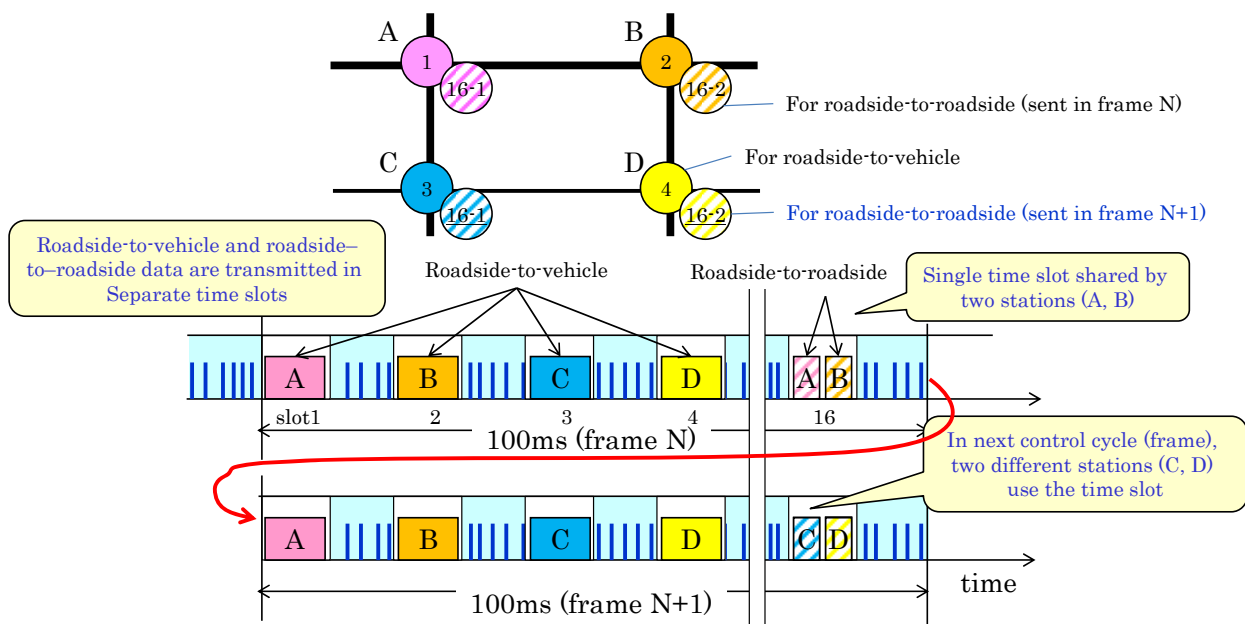 A
B
1
2
16-1
16-2
For roadside-to-roadside (sent in frame N)
For roadside-to-vehicle
C
D
3
4
16-1
16-2
For roadside-to-roadside (sent in frame N+1)
Roadside-to-vehicle and roadside–
to–roadside data are transmitted in
Separate time slots
Roadside-to-vehicle
Roadside-to-roadside
Single time slot shared by
two stations (A, B)
A
B
C
D
A
B
slot1
2
3
4
16
100ms (frame N)
In next control cycle (frame),
two different stations (C, D)
use the time slot
A
B
C
D
C
D
time
100ms (frame N+1)